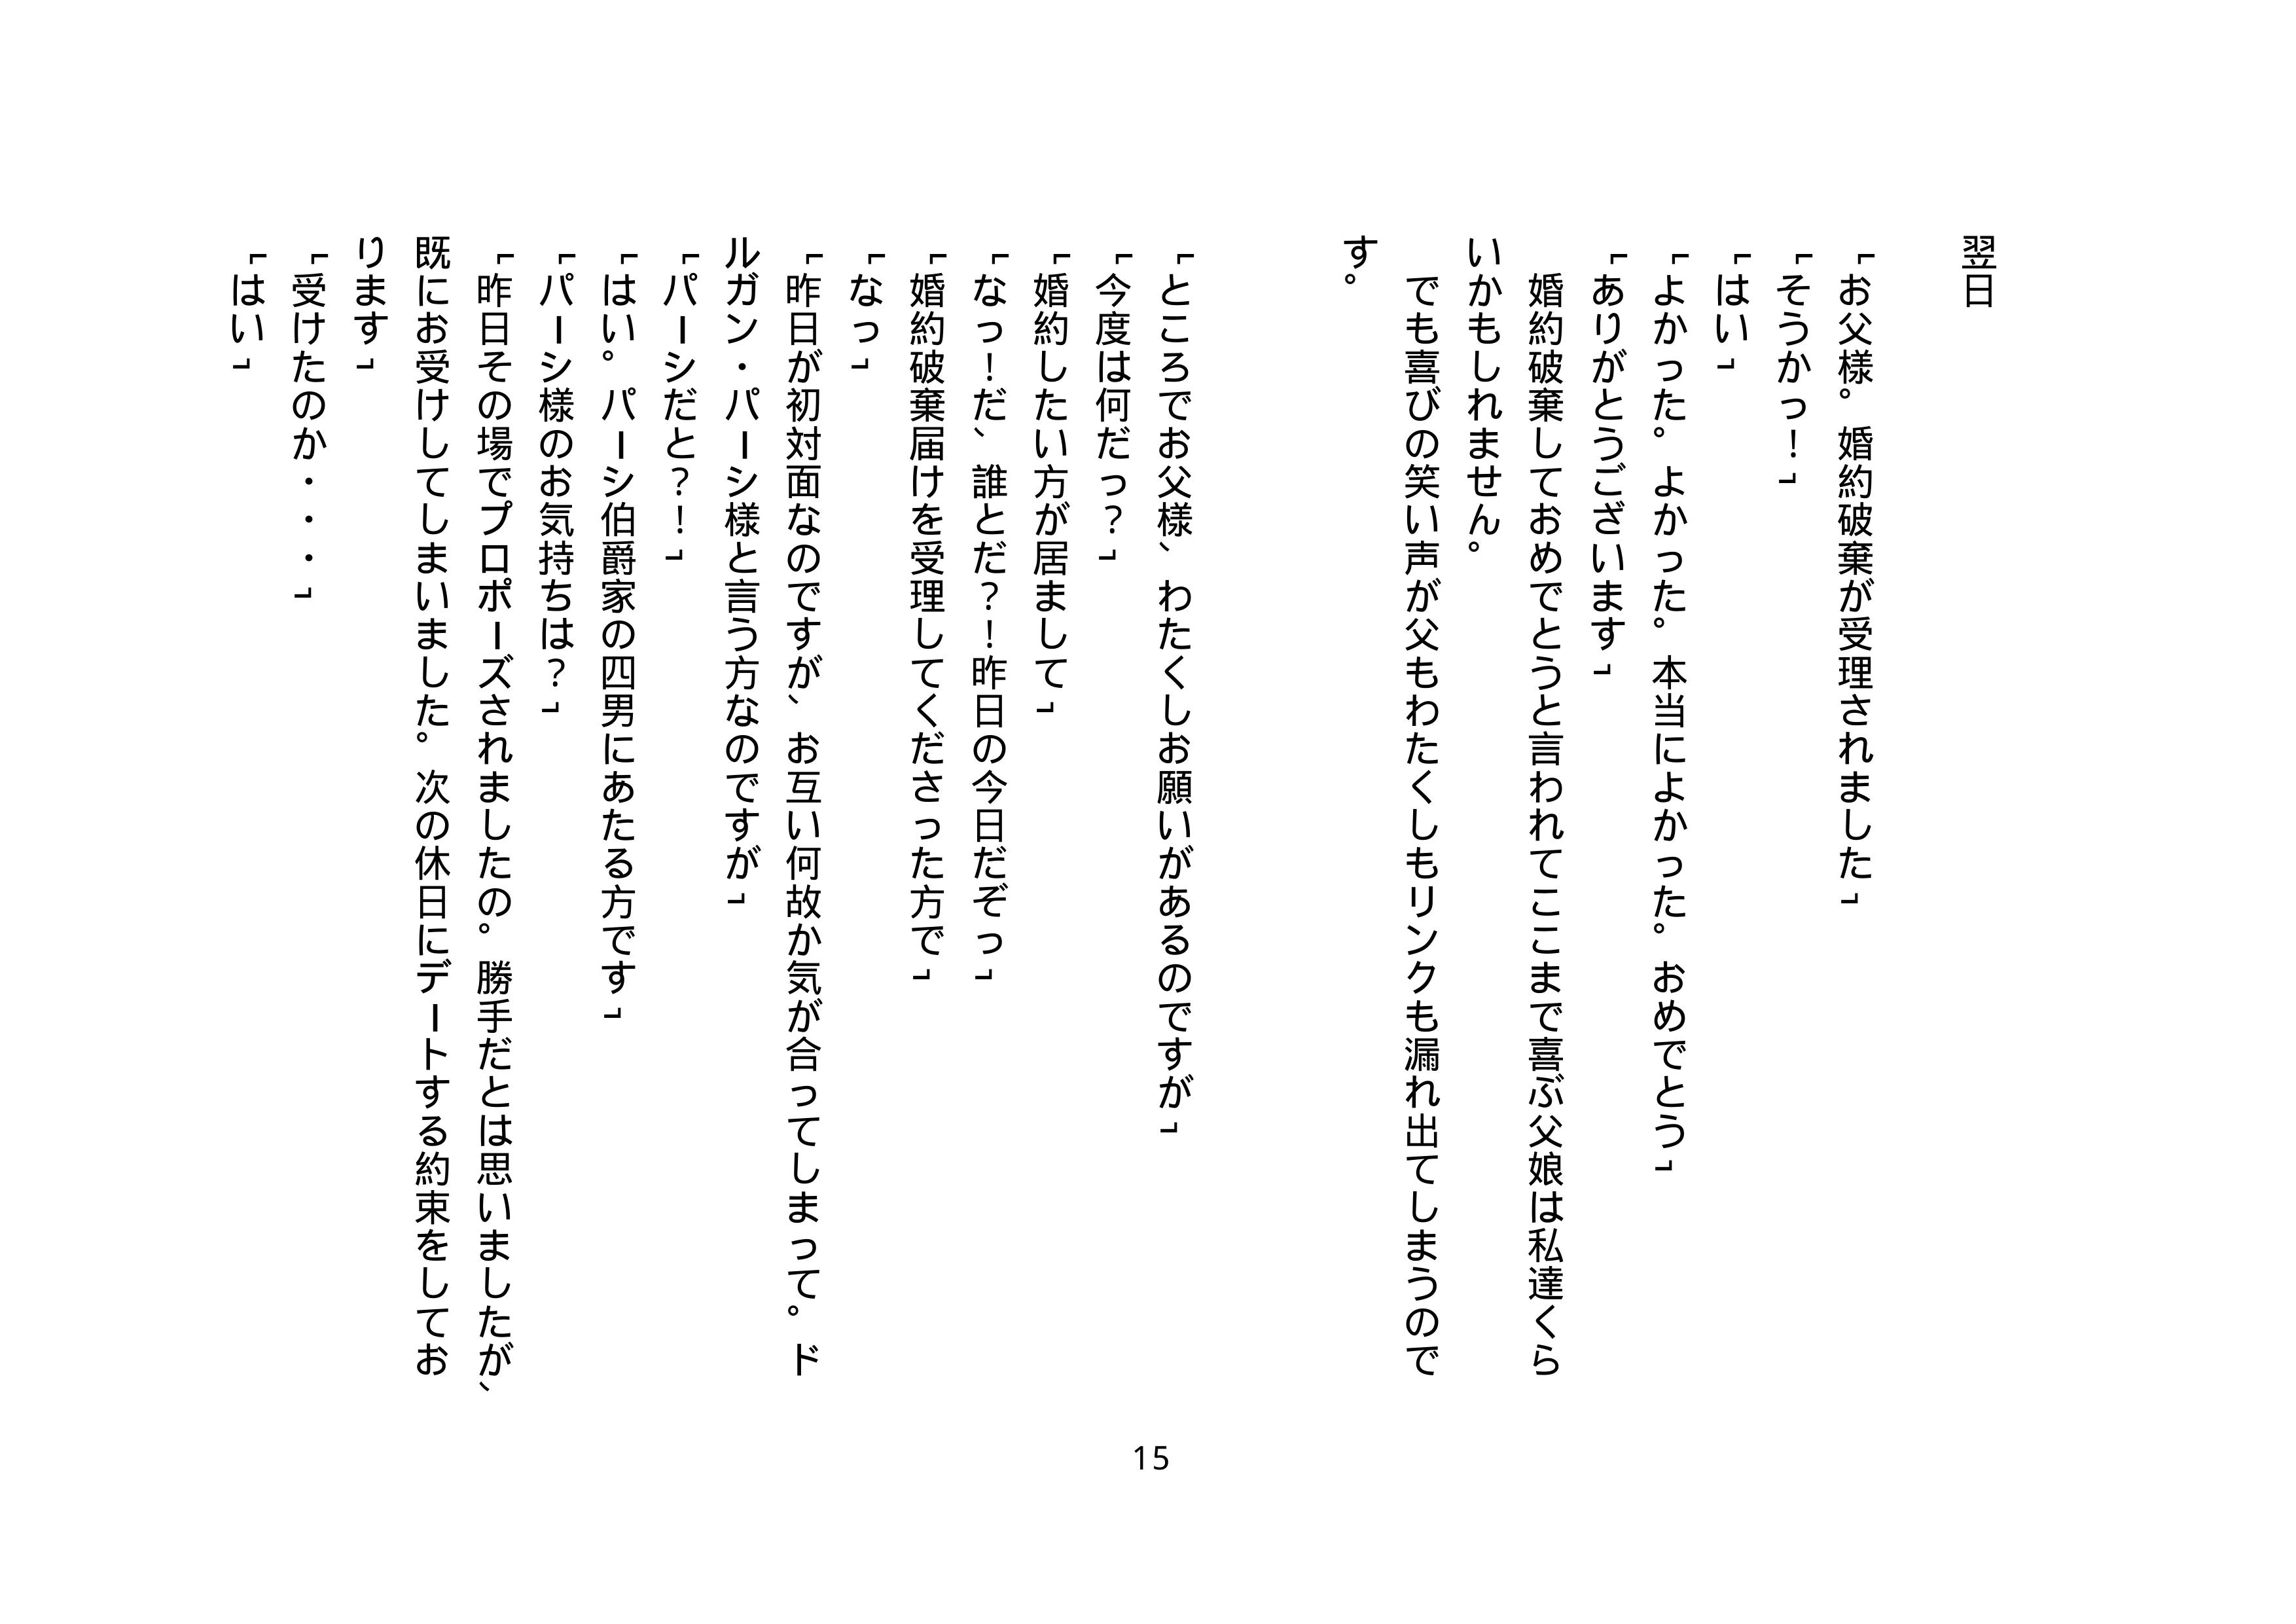 翌日
「お父様。婚約破棄が受理されました」
「そうかっ!」
「はい」
「よかった。よかった。本当によかった。おめでとう」
「ありがとうございます」
婚約破棄しておめでとうと言われてここまで喜ぶ父娘は私達くら
いかもしれません。
でも喜びの笑い声が父もわたくしもリンクも漏れ出てしまうので
す。
「ところでお父様、わたくしお願いがあるのですが」
「今度は何だっ?」
「婚約したい方が居まして」
「なっ!だ、誰とだ?!昨日の今日だぞっ」
「婚約破棄届けを受理してくださった方で」
「なっ」
「昨日が初対面なのですが、お互い何故か気が合ってしまって。ド
ルガン・パーシ様と言う方なのですが」
「パーシだと?!」
「はい。パーシ伯爵家の四男にあたる方です」
「パーシ様のお気持ちは?」
「昨日その場でプロポーズされましたの。勝手だとは思いましたが、
既にお受けしてしまいました。次の休日にデートする約束をしてお
ります」
「受けたのか・・・」
「はい」
15